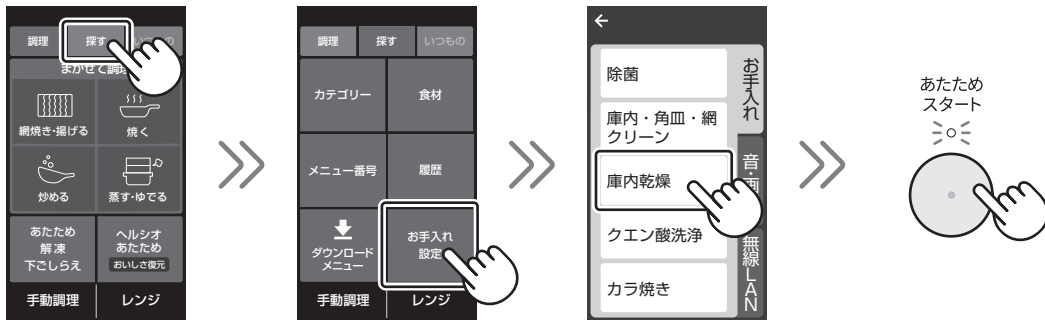 調理
探す
まかせて調
網焼き・揚げる
焼く
炒める
蒸す・ゆでる
あたため
解凍
下ごしらえ
ヘルシオ
あたため
おいしさ復元
手動調理
レンジ
調理
探す
いつもの
カテゴリー
食材
メニュー番号
履歴
ダウンロード
メニュー
お手入れ
設定
手動調理
レンジ
除菌
庫内・角皿・網
クリーン
庫内乾燥
クエン酸洗浄
カラ焼き
お手入れ
音・画
無線LAN
あたため
スタート